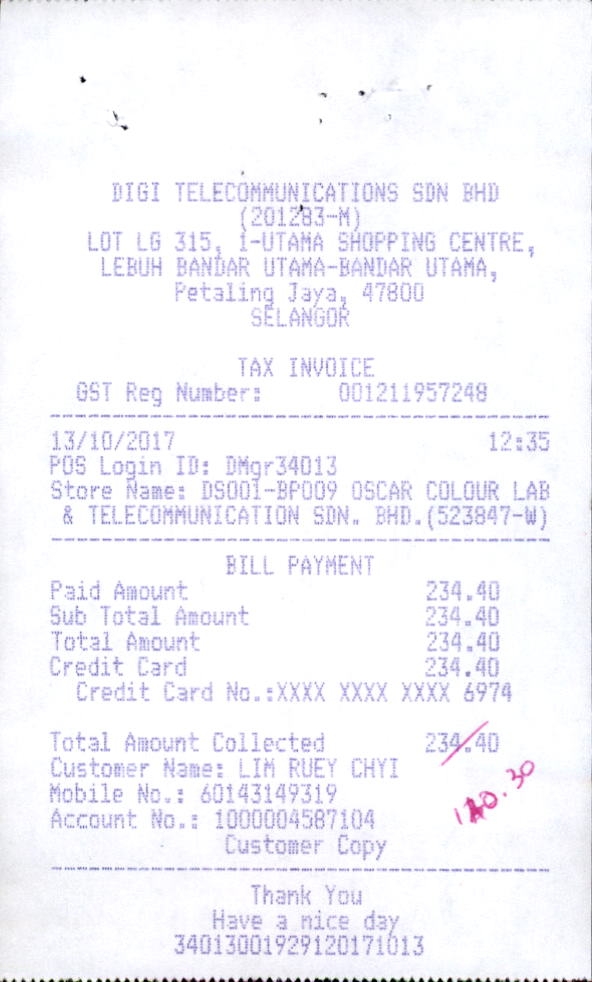 DIGI TELECOMMUNICATIONS SDN BHD
(201283-M)
LOT LG 315, 1-UTAMA SHOPPING CENTRE,
LEBUH BANDAR UTAMA-BANDAR UTAMA,
Petaling Jaya, 47800
SELANGOR
TAX INVOICE
GST Reg Number: 001211957248
13/10/2017 12:35
POS Login ID: DMgr34013
Store Name: DS001-BP009 OSCAR COLOUR LAB
& TELECOMMUNICATION SDN. BHD.(523847-W)
BILL PAYMENT
Paid Amount 234.40
Sub Total Amount 234.40
Total Amount 234.40
Credit Card 234.40
Credit Card No.:XXXX XXXX XXXX 6974
Total Amount Collected 234.40
Customer Name: LIM RUEY CHYI
Mobile No.: 60143149319
140.30
Account No.: 1000004587104
Customer Copy
Thank You
Have a nice day
34013001929120171013